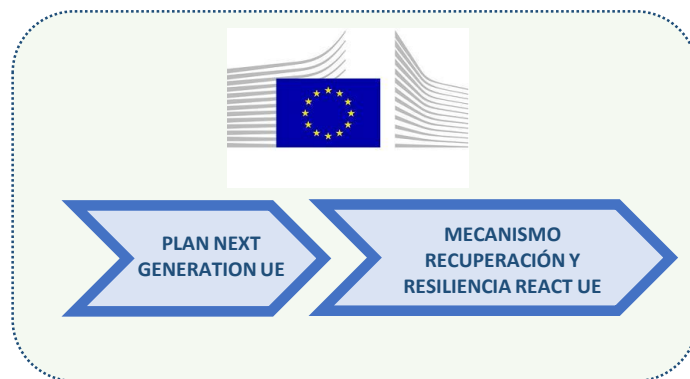 PLAN NEXT
GENERATION UE
MECANISMO
RECUPERACIÓN Y
RESILIENCIA REACT UE